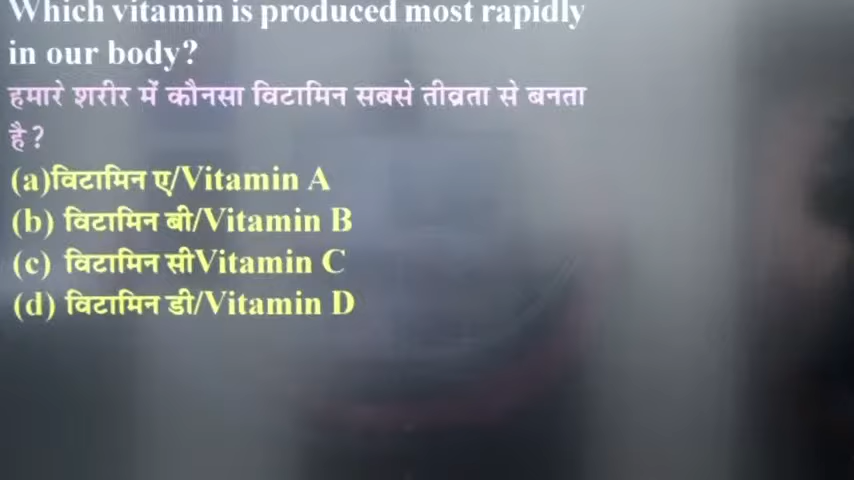 Which vitamin is produced most rapidly
in our body?
हमारे शरीर में कौनसा विटामिन सबसे तीव्रता से बनता
है?
(a)विटामिन ए/Vitamin A
(b) विटामिन बी/Vitamin B
(c) विटामिन सीVitamin C
(d) विटामिन डी/Vitamin D